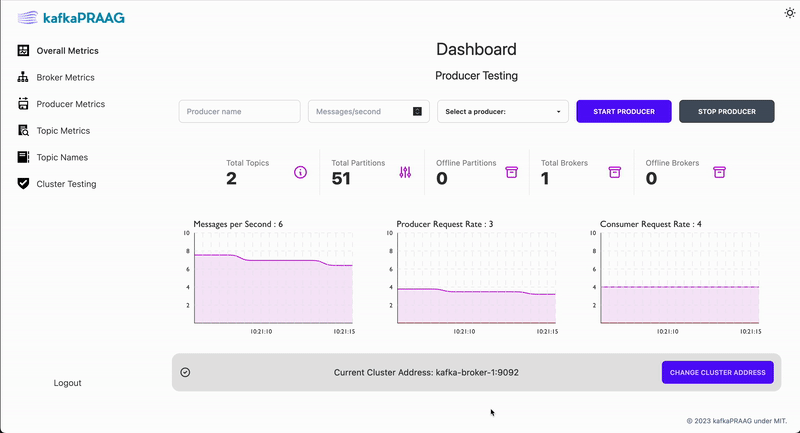 kafkaPRAAG
Overall Metrics
Broker Metrics
Producer Metrics
Topic Metrics
Topic Names
Cluster Testing
Logout
Dashboard
Producer Testing
Producer name
Messages/second
Select a producer:
START PRODUCER
STOP PRODUCER
Total Topics
2
Total Partitions
51
Offline Partitions
0
Total Brokers
1
Offline Brokers
0
Messages per Second : 6
10
8
6
4
2
10:21:10 10:21:15
Producer Request Rate : 3
10
8
6
4
2
10:21:10 10:21:15
Consumer Request Rate : 4
10
8
6
4
2
10:21:10 10:21:15
Current Cluster Address: kafka-broker-1:9092
CHANGE CLUSTER ADDRESS
© 2023 kafkaPRAAG under MIT.